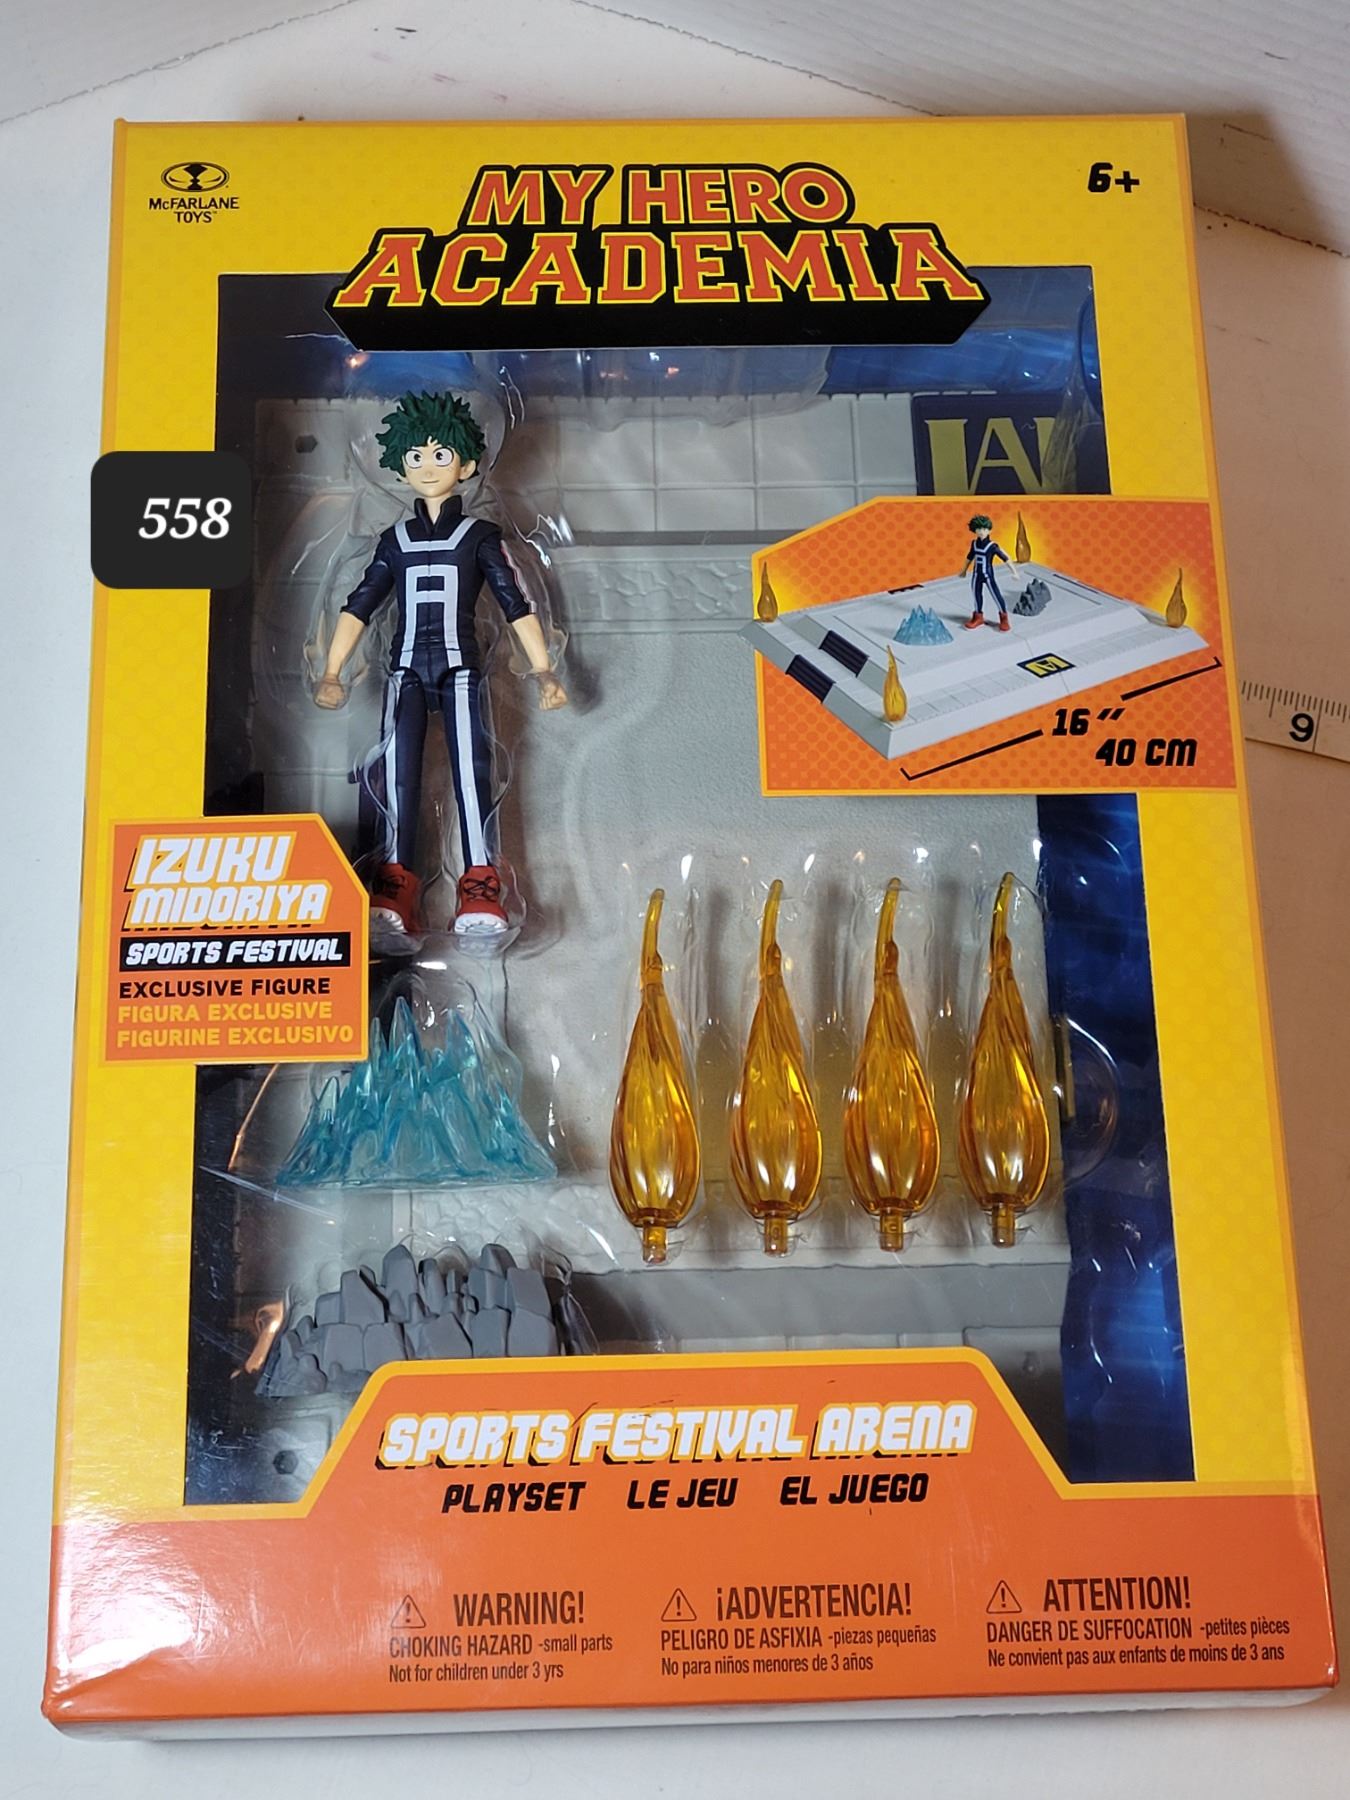 McFARLANE
TOYS™
MY HERO
ACADEMIA
6+
UA
558
A
16″
40 CM
9
IZUKU
MIDORIYA
SPORTS FESTIVAL
EXCLUSIVE FIGURE
FIGURA EXCLUSIVE
FIGURINE EXCLUSIVO
SPORTS FESTIVAL ARENA
PLAYSET LE JEU EL JUEGO
WARNING!
CHOKING HAZARD -small parts
Not for children under 3 yrs
¡ADVERTENCIA!
PELIGRO DE ASFIXIA -piezas pequeñas
No para niños menores de 3 años
ATTENTION!
DANGER DE SUFFOCATION -petites pièces
Ne convient pas aux enfants de moins de 3 ans